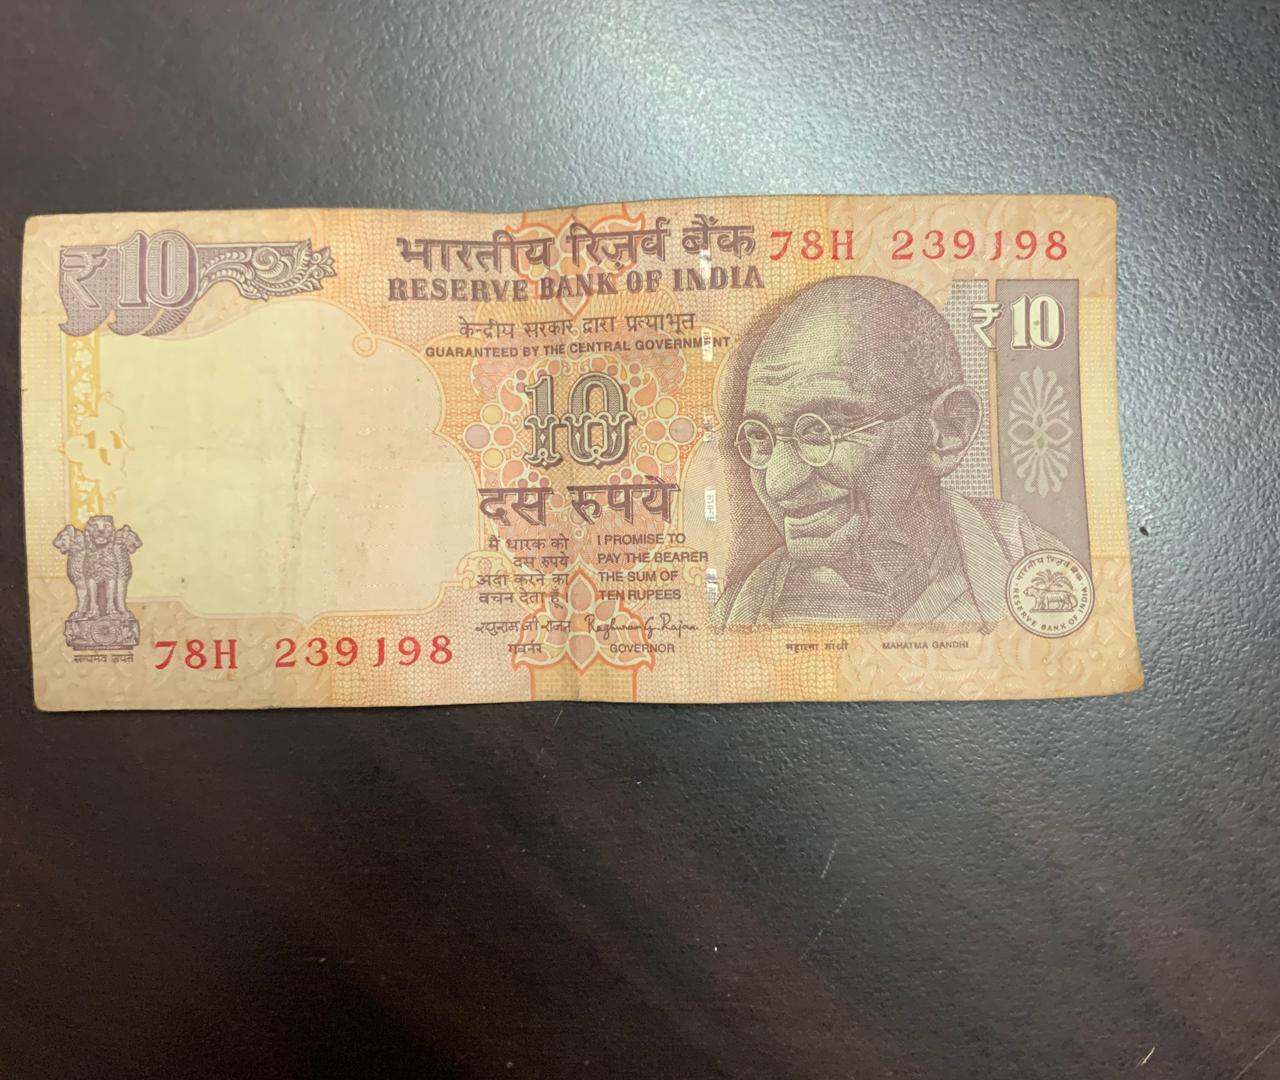 ₹10
भारतीय रिज़र्व बैंक
78H 239198
RESERVE BANK OF INDIA
केन्द्रीय सरकार द्वारा प्रत्याभूत
GUARANTEED BY THE CENTRAL GOVERNMENT
₹10
10
दस रुपये
मैं धारक को
दस रुपये
अदा करने का
वचन देता हूँ।
I PROMISE TO
PAY THE BEARER
THE SUM OF
TEN RUPEES
रघुराम जी राजन
Raghuram G. Rajan
गवर्नर
GOVERNOR
सत्यमेव जयते
78H 239198
महात्मा गांधी
MAHATMA GANDHI
भारतीय रिज़र्व बैंक
RESERVE BANK OF INDIA